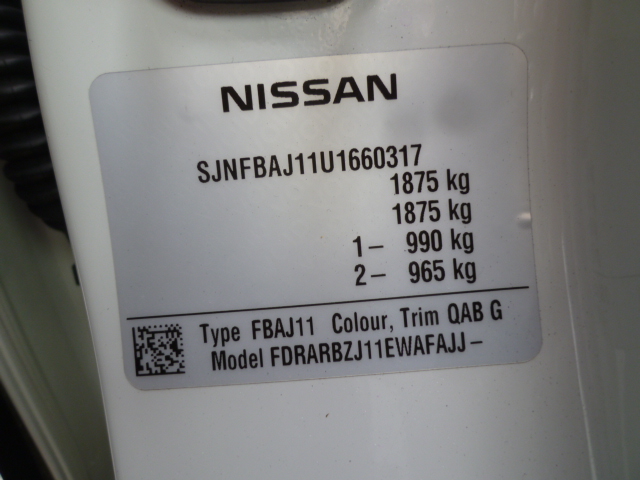 NISSAN
SJNFBAJ11U1660317
1875 kg
1875 kg
1– 990 kg
2– 965 kg
Type FBAJ11 Colour, Trim QAB G
Model FDRARBZJ11EWAFAJJ–